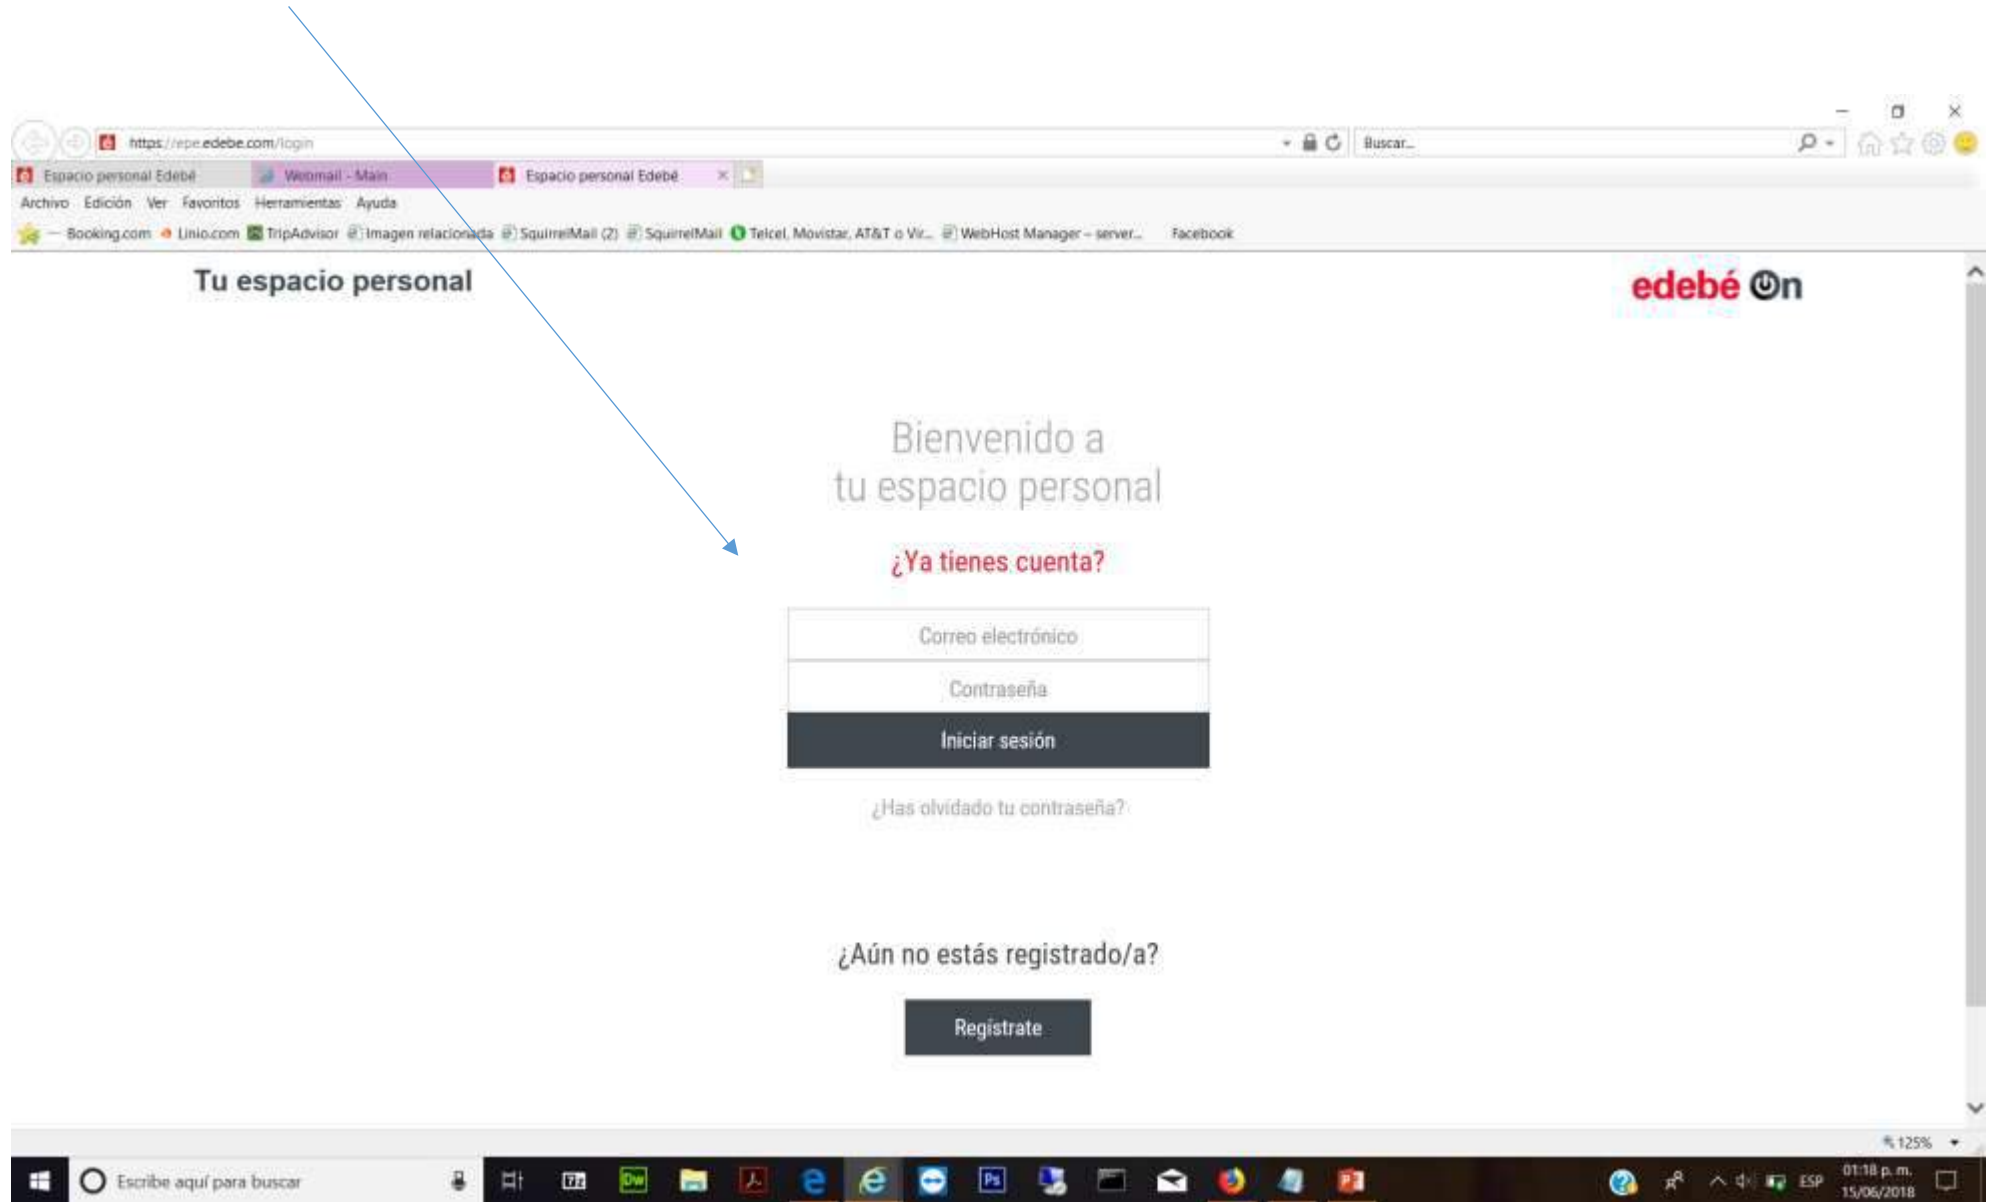 https://epe.edebe.com/login
Buscar...
Espacio personal Edebé
Webmail - Main
Espacio personal Edebé
Archivo Edición Ver Favoritos Herramientas Ayuda
Booking.com Linio.com TripAdvisor Imagen relacionada SquirrelMail (2) SquirrelMail Telcel, Movistar, AT&T o Vir... WebHost Manager – server... Facebook
Tu espacio personal
edebé On
Bienvenido a
tu espacio personal
¿Ya tienes cuenta?
Correo electrónico
Contraseña
Iniciar sesión
¿Has olvidado tu contraseña?
¿Aún no estás registrado/a?
Regístrate
125%
Escribe aquí para buscar
Dw
Ps
ESP
01:18 p. m.
15/06/2018